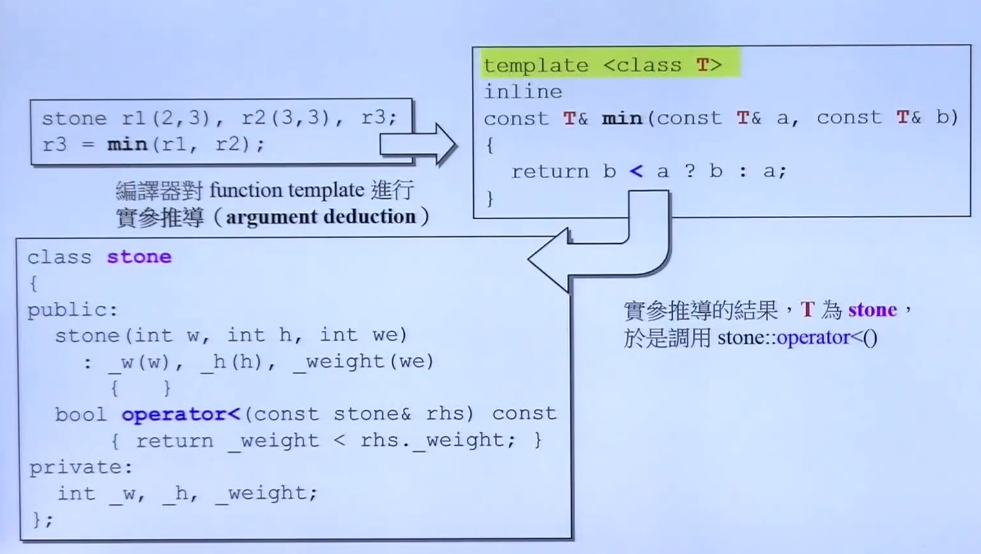 stone r1(2,3), r2(3,3), r3;
r3 = min(r1, r2);
編譯器對 function template 進行
實參推導（argument deduction）
template <class T>
inline
const T& min(const T& a, const T& b)
{
return b < a ? b : a;
}
class stone
{
public:
stone(int w, int h, int we)
: _w(w), _h(h), _weight(we)
{ }
bool operator<(const stone& rhs) const
{ return _weight < rhs._weight; }
private:
int _w, _h, _weight;
};
實參推導的結果，T 為 stone，
於是調用 stone::operator<()